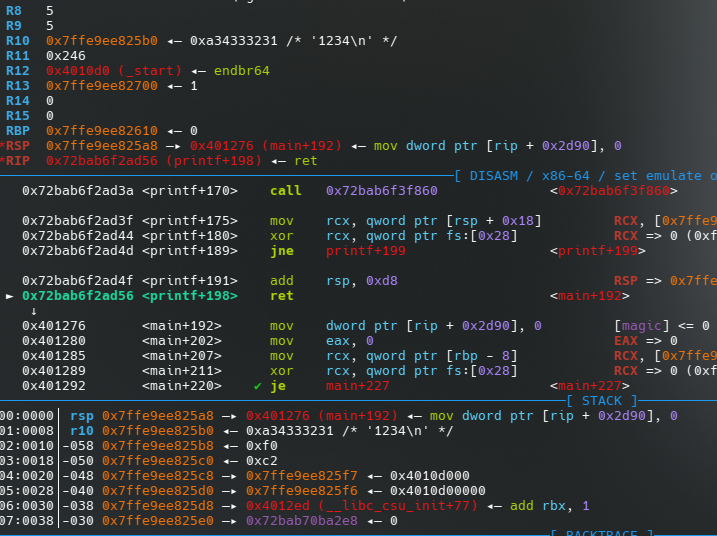 R8 5
R9 5
R10 0x7ffe9ee825b0 ◂— 0xa34333231 /* '1234\n' */
R11 0x246
R12 0x4010d0 (_start) ◂— endbr64
R13 0x7ffe9ee82700 ◂— 1
R14 0
R15 0
RBP 0x7ffe9ee82610 ◂— 0
*RSP 0x7ffe9ee825a8 —▸ 0x401276 (main+192) ◂— mov dword ptr [rip + 0x2d90], 0
*RIP 0x72bab6f2ad56 (printf+198) ◂— ret
[ DISASM / x86-64 / set emulate o
0x72bab6f2ad3a <printf+170> call 0x72bab6f3f860 <0x72bab6f3f860>
0x72bab6f2ad3f <printf+175> mov rcx, qword ptr [rsp + 0x18] RCX, [0x7ffe9
0x72bab6f2ad44 <printf+180> xor rcx, qword ptr fs:[0x28] RCX => 0 (0xf
0x72bab6f2ad4d <printf+189> jne printf+199 <printf+199>
0x72bab6f2ad4f <printf+191> add rsp, 0xd8 RSP => 0x7ffe
► 0x72bab6f2ad56 <printf+198> ret <main+192>
↓
0x401276 <main+192> mov dword ptr [rip + 0x2d90], 0 [magic] <= 0
0x401280 <main+202> mov eax, 0 EAX => 0
0x401285 <main+207> mov rcx, qword ptr [rbp - 8] RCX, [0x7ffe9
0x401289 <main+211> xor rcx, qword ptr fs:[0x28] RCX => 0 (0xf
0x401292 <main+220> ✔ je main+227 <main+227>
[ STACK ]
00:0000│ rsp 0x7ffe9ee825a8 —▸ 0x401276 (main+192) ◂— mov dword ptr [rip + 0x2d90], 0
01:0008│ r10 0x7ffe9ee825b0 ◂— 0xa34333231 /* '1234\n' */
02:0010│-058 0x7ffe9ee825b8 ◂— 0xf0
03:0018│-050 0x7ffe9ee825c0 ◂— 0xc2
04:0020│-048 0x7ffe9ee825c8 —▸ 0x7ffe9ee825f7 ◂— 0x4010d000
05:0028│-040 0x7ffe9ee825d0 —▸ 0x7ffe9ee825f6 ◂— 0x4010d00000
06:0030│-038 0x7ffe9ee825d8 —▸ 0x4012ed (__libc_csu_init+77) ◂— add rbx, 1
07:0038│-030 0x7ffe9ee825e0 —▸ 0x72bab70ba2e8 ◂— 0
[ BACKTRACE ]